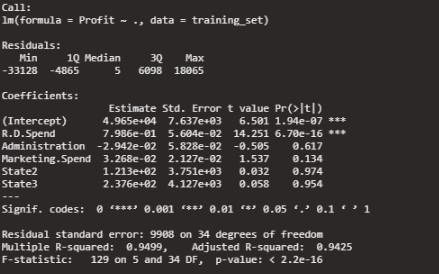 Call:
lm(formula = Profit ~ ., data = training_set)
Residuals:
Min 1Q Median 3Q Max
-33128 -4865 5 6098 18065
Coefficients:
Estimate Std. Error t value Pr(>|t|)
(Intercept) 4.965e+04 7.637e+03 6.501 1.94e-07 ***
R.D.Spend 7.986e-01 5.604e-02 14.251 6.70e-16 ***
Administration -2.942e-02 5.828e-02 -0.505 0.617
Marketing.Spend 3.268e-02 2.127e-02 1.537 0.134
State2 1.213e+02 3.751e+03 0.032 0.974
State3 2.376e+02 4.127e+03 0.058 0.954
---
Signif. codes: 0 ‘***’ 0.001 ‘**’ 0.01 ‘*’ 0.05 ‘.’ 0.1 ‘ ’ 1
Residual standard error: 9908 on 34 degrees of freedom
Multiple R-squared: 0.9499, Adjusted R-squared: 0.9425
F-statistic: 129 on 5 and 34 DF, p-value: < 2.2e-16